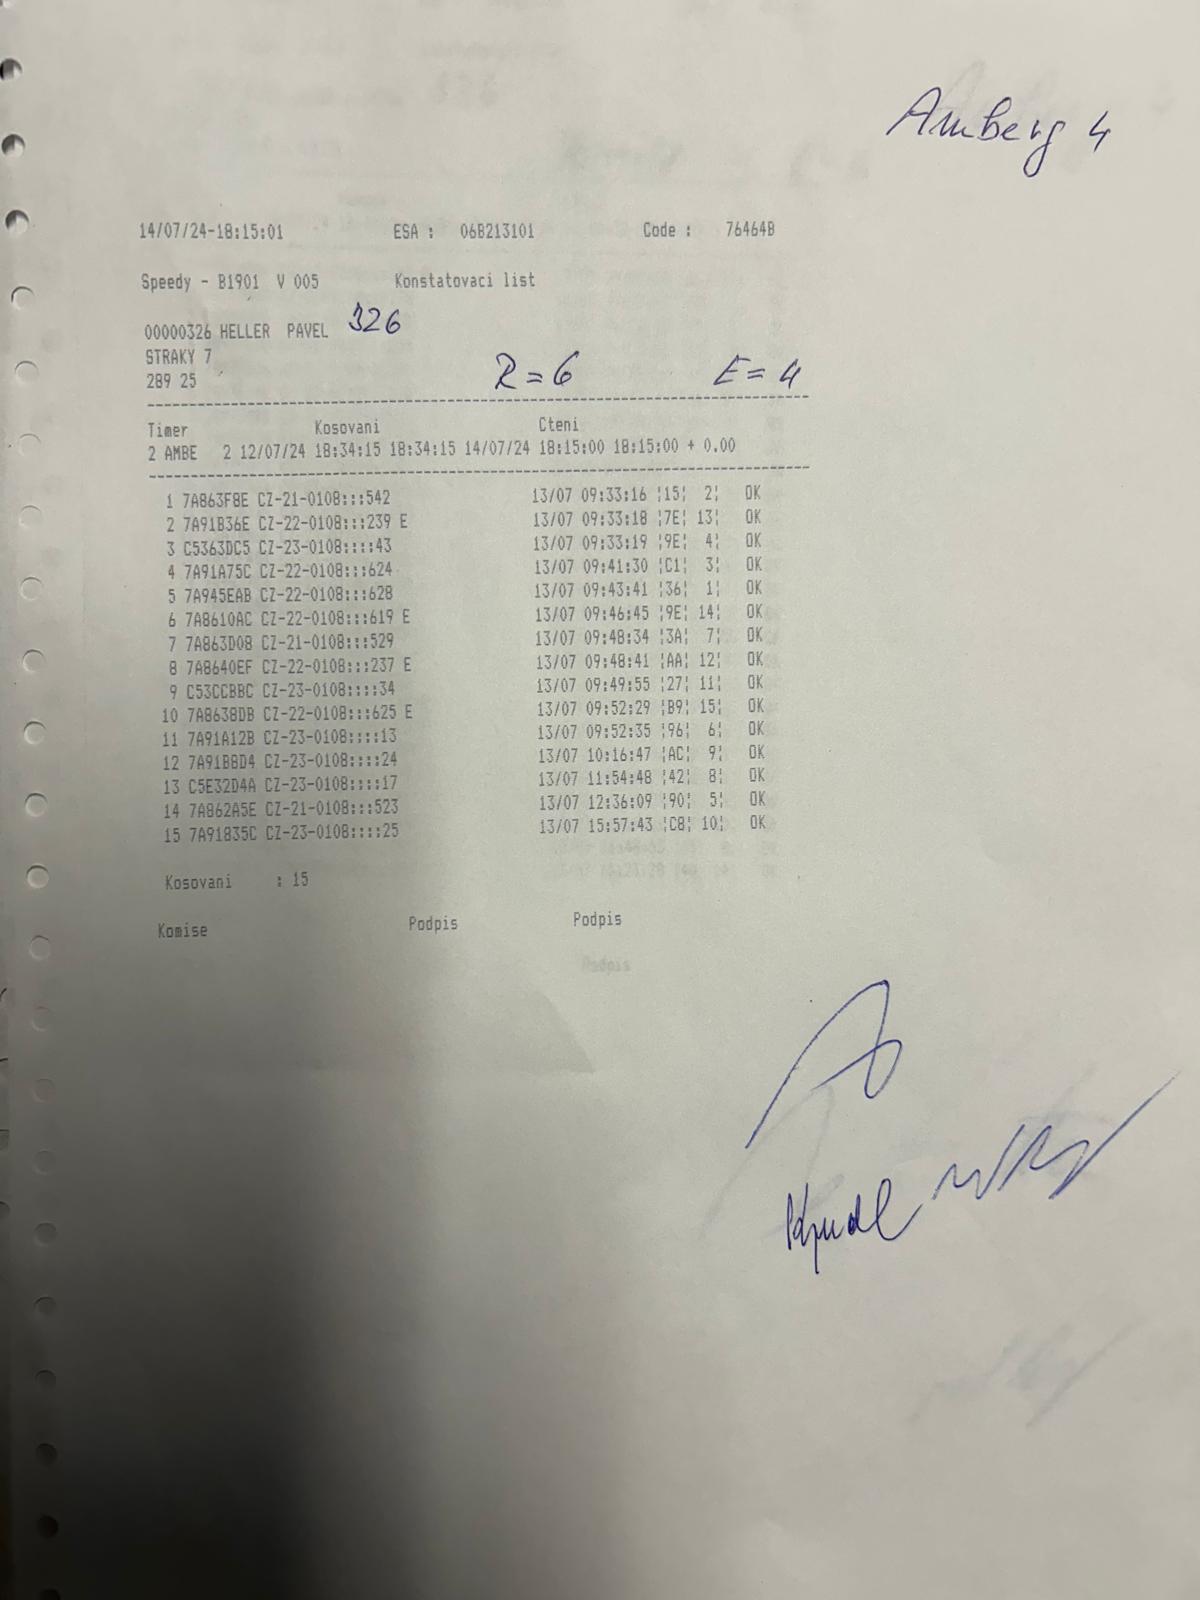 Amberg 4
14/07/24-18:15:01 ESA : 06B213101 Code : 76464B
Speedy - B1901 V 005 Konstatovaci list
00000326 HELLER PAVEL 326
STRAKY 7
289 25 R=6 E=4
Timer Kosovani Cteni
2 AMBE 2 12/07/24 18:34:15 18:34:15 14/07/24 18:15:00 18:15:00 + 0.00
1 7A863F8E CZ-21-0108:::542 13/07 09:33:16 ¦15¦ 2¦ OK
2 7A91B36E CZ-22-0108:::239 E 13/07 09:33:18 ¦7E¦ 13¦ OK
3 C5363DC5 CZ-23-0108::::43 13/07 09:33:19 ¦9E¦ 4¦ OK
4 7A91A75C CZ-22-0108:::624 13/07 09:41:30 ¦C1¦ 3¦ OK
5 7A945EAB CZ-22-0108:::628 13/07 09:43:41 ¦36¦ 1¦ OK
6 7A8610AC CZ-22-0108:::619 E 13/07 09:46:45 ¦9E¦ 14¦ OK
7 7A863D08 CZ-21-0108:::529 13/07 09:48:34 ¦3A¦ 7¦ OK
8 7A8640EF CZ-22-0108:::237 E 13/07 09:48:41 ¦AA¦ 12¦ OK
9 C53CCBBC CZ-23-0108::::34 13/07 09:49:55 ¦27¦ 11¦ OK
10 7A8638DB CZ-22-0108:::625 E 13/07 09:52:29 ¦B9¦ 15¦ OK
11 7A91A12B CZ-23-0108::::13 13/07 09:52:35 ¦96¦ 6¦ OK
12 7A91B8D4 CZ-23-0108::::24 13/07 10:16:47 ¦AC¦ 9¦ OK
13 C5E32D4A CZ-23-0108::::17 13/07 11:54:48 ¦42¦ 8¦ OK
14 7A862A5E CZ-21-0108:::523 13/07 12:36:09 ¦90¦ 5¦ OK
15 7A91835C CZ-23-0108::::25 13/07 15:57:43 ¦C8¦ 10¦ OK
Kosovani : 15
Komise Podpis Podpis